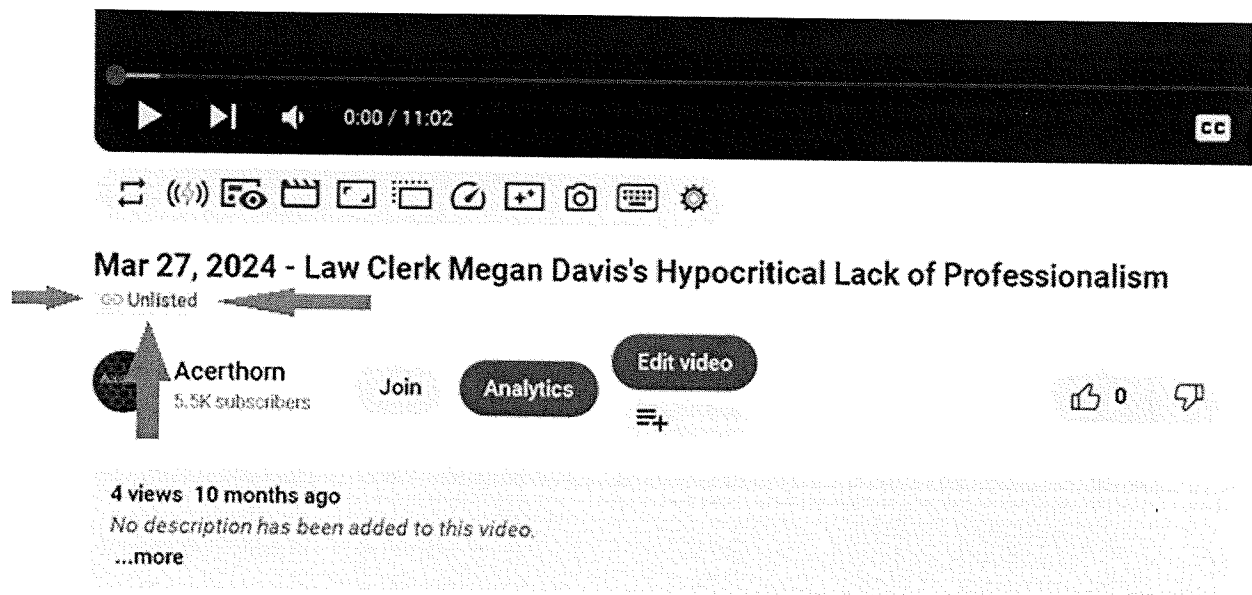 0:00 / 11:02
CC
Mar 27, 2024 - Law Clerk Megan Davis's Hypocritical Lack of Professionalism
Unlisted
Acerthorn
5.5K subscribers
Join
Analytics
Edit video
0
4 views 10 months ago
No description has been added to this video.
...more